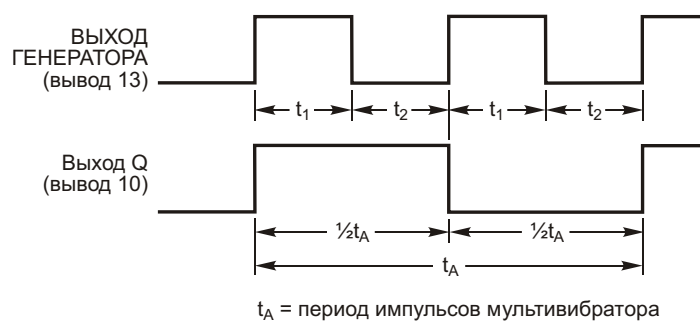 ВЫХОД
ГЕНЕРАТОРА
(вывод 13)
t₁ t₂ t₁ t₂
Выход Q
(вывод 10)
½tA ½tA
tA
tA = период импульсов мультивибратора